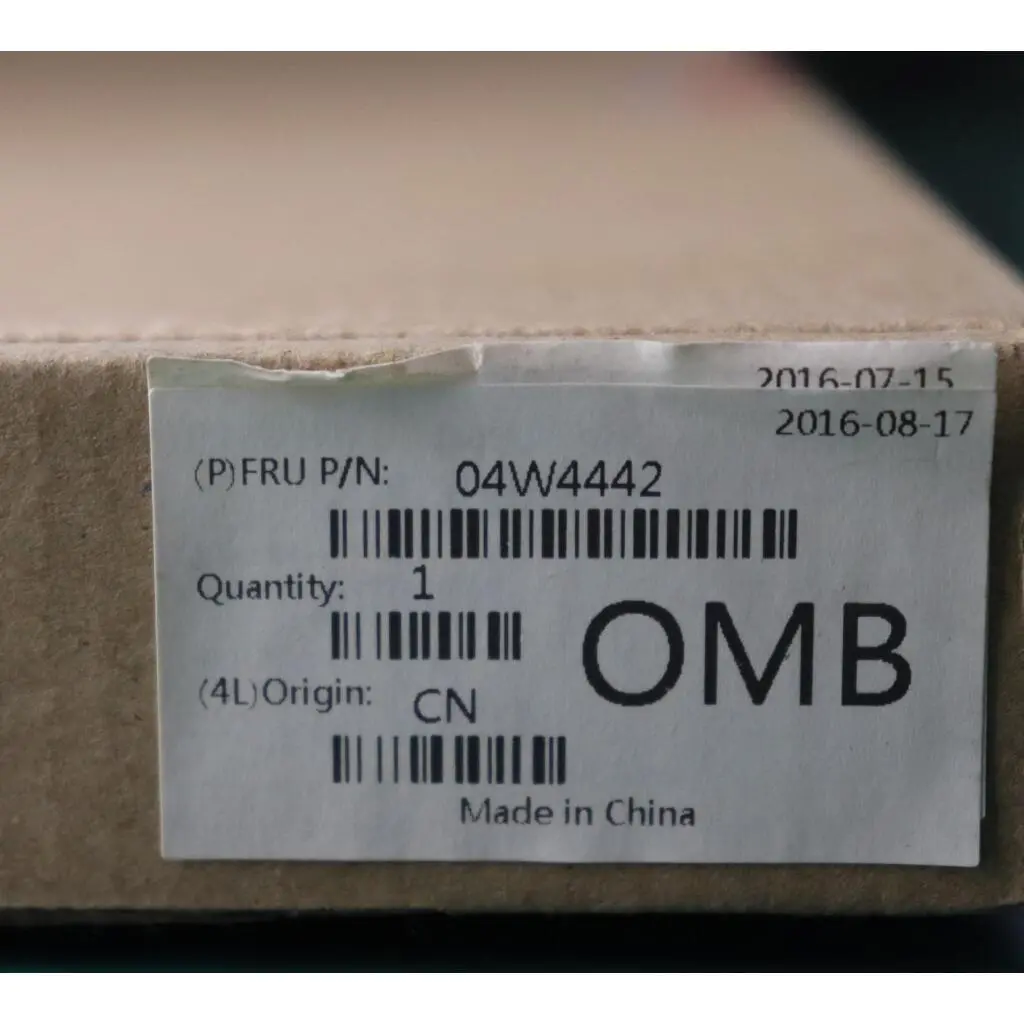 2016-07-15
2016-08-17
(P)FRU P/N: 04W4442
Quantity: 1
OMB
(4L)Origin: CN
Made in China